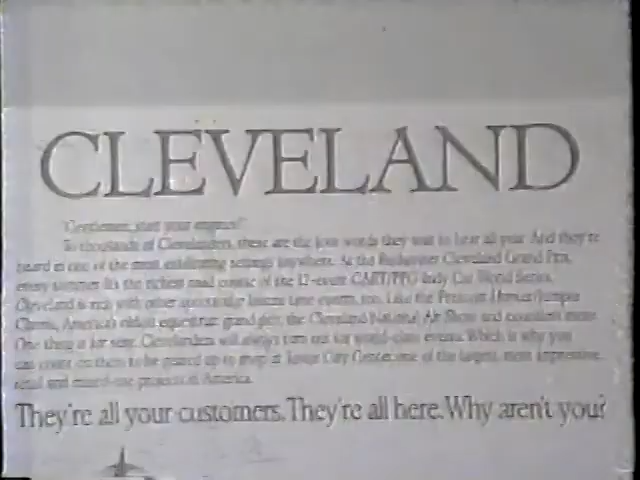 CLEVELAND
"Gentlemen, start your engines!"
To thousands of Clevelanders, these are the four words they wait to hear all year. And they're
heard in one of the most exhilarating settings anywhere. At the Budweiser Cleveland Grand Prix,
every summer. It's the richest road course of the 12-event CART/PPG Indy Car World Series.
Cleveland is rich with other spectacular leisure time events, too. Like the
America's oldest equestrian grand prix, the Cleveland National Air Show and countless more.
One thing is for sure. Clevelanders will always turn out for world-class events. Which is why you
can count on them to be geared up to shop at Tower City Center, one of the largest, most impressive
retail and mixed-use projects in America.
They're all your customers. They're all here. Why aren't you?